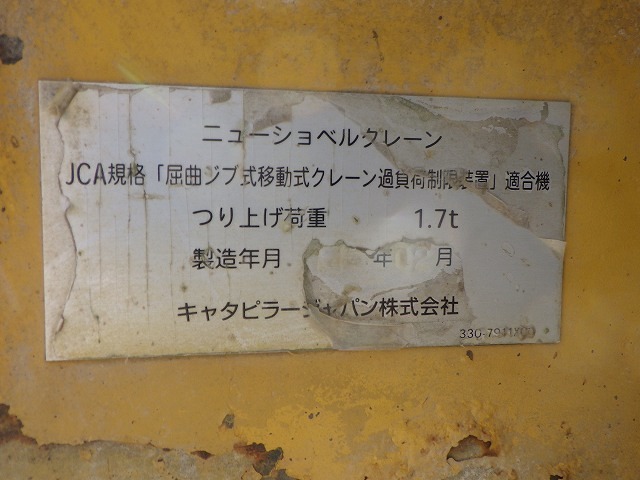 ニューショベルクレーン
JCA規格「屈曲ジブ式移動式クレーン過負荷制限装置」適合機
つり上げ荷重 1.7t
製造年月 年 月
キャタピラージャパン株式会社